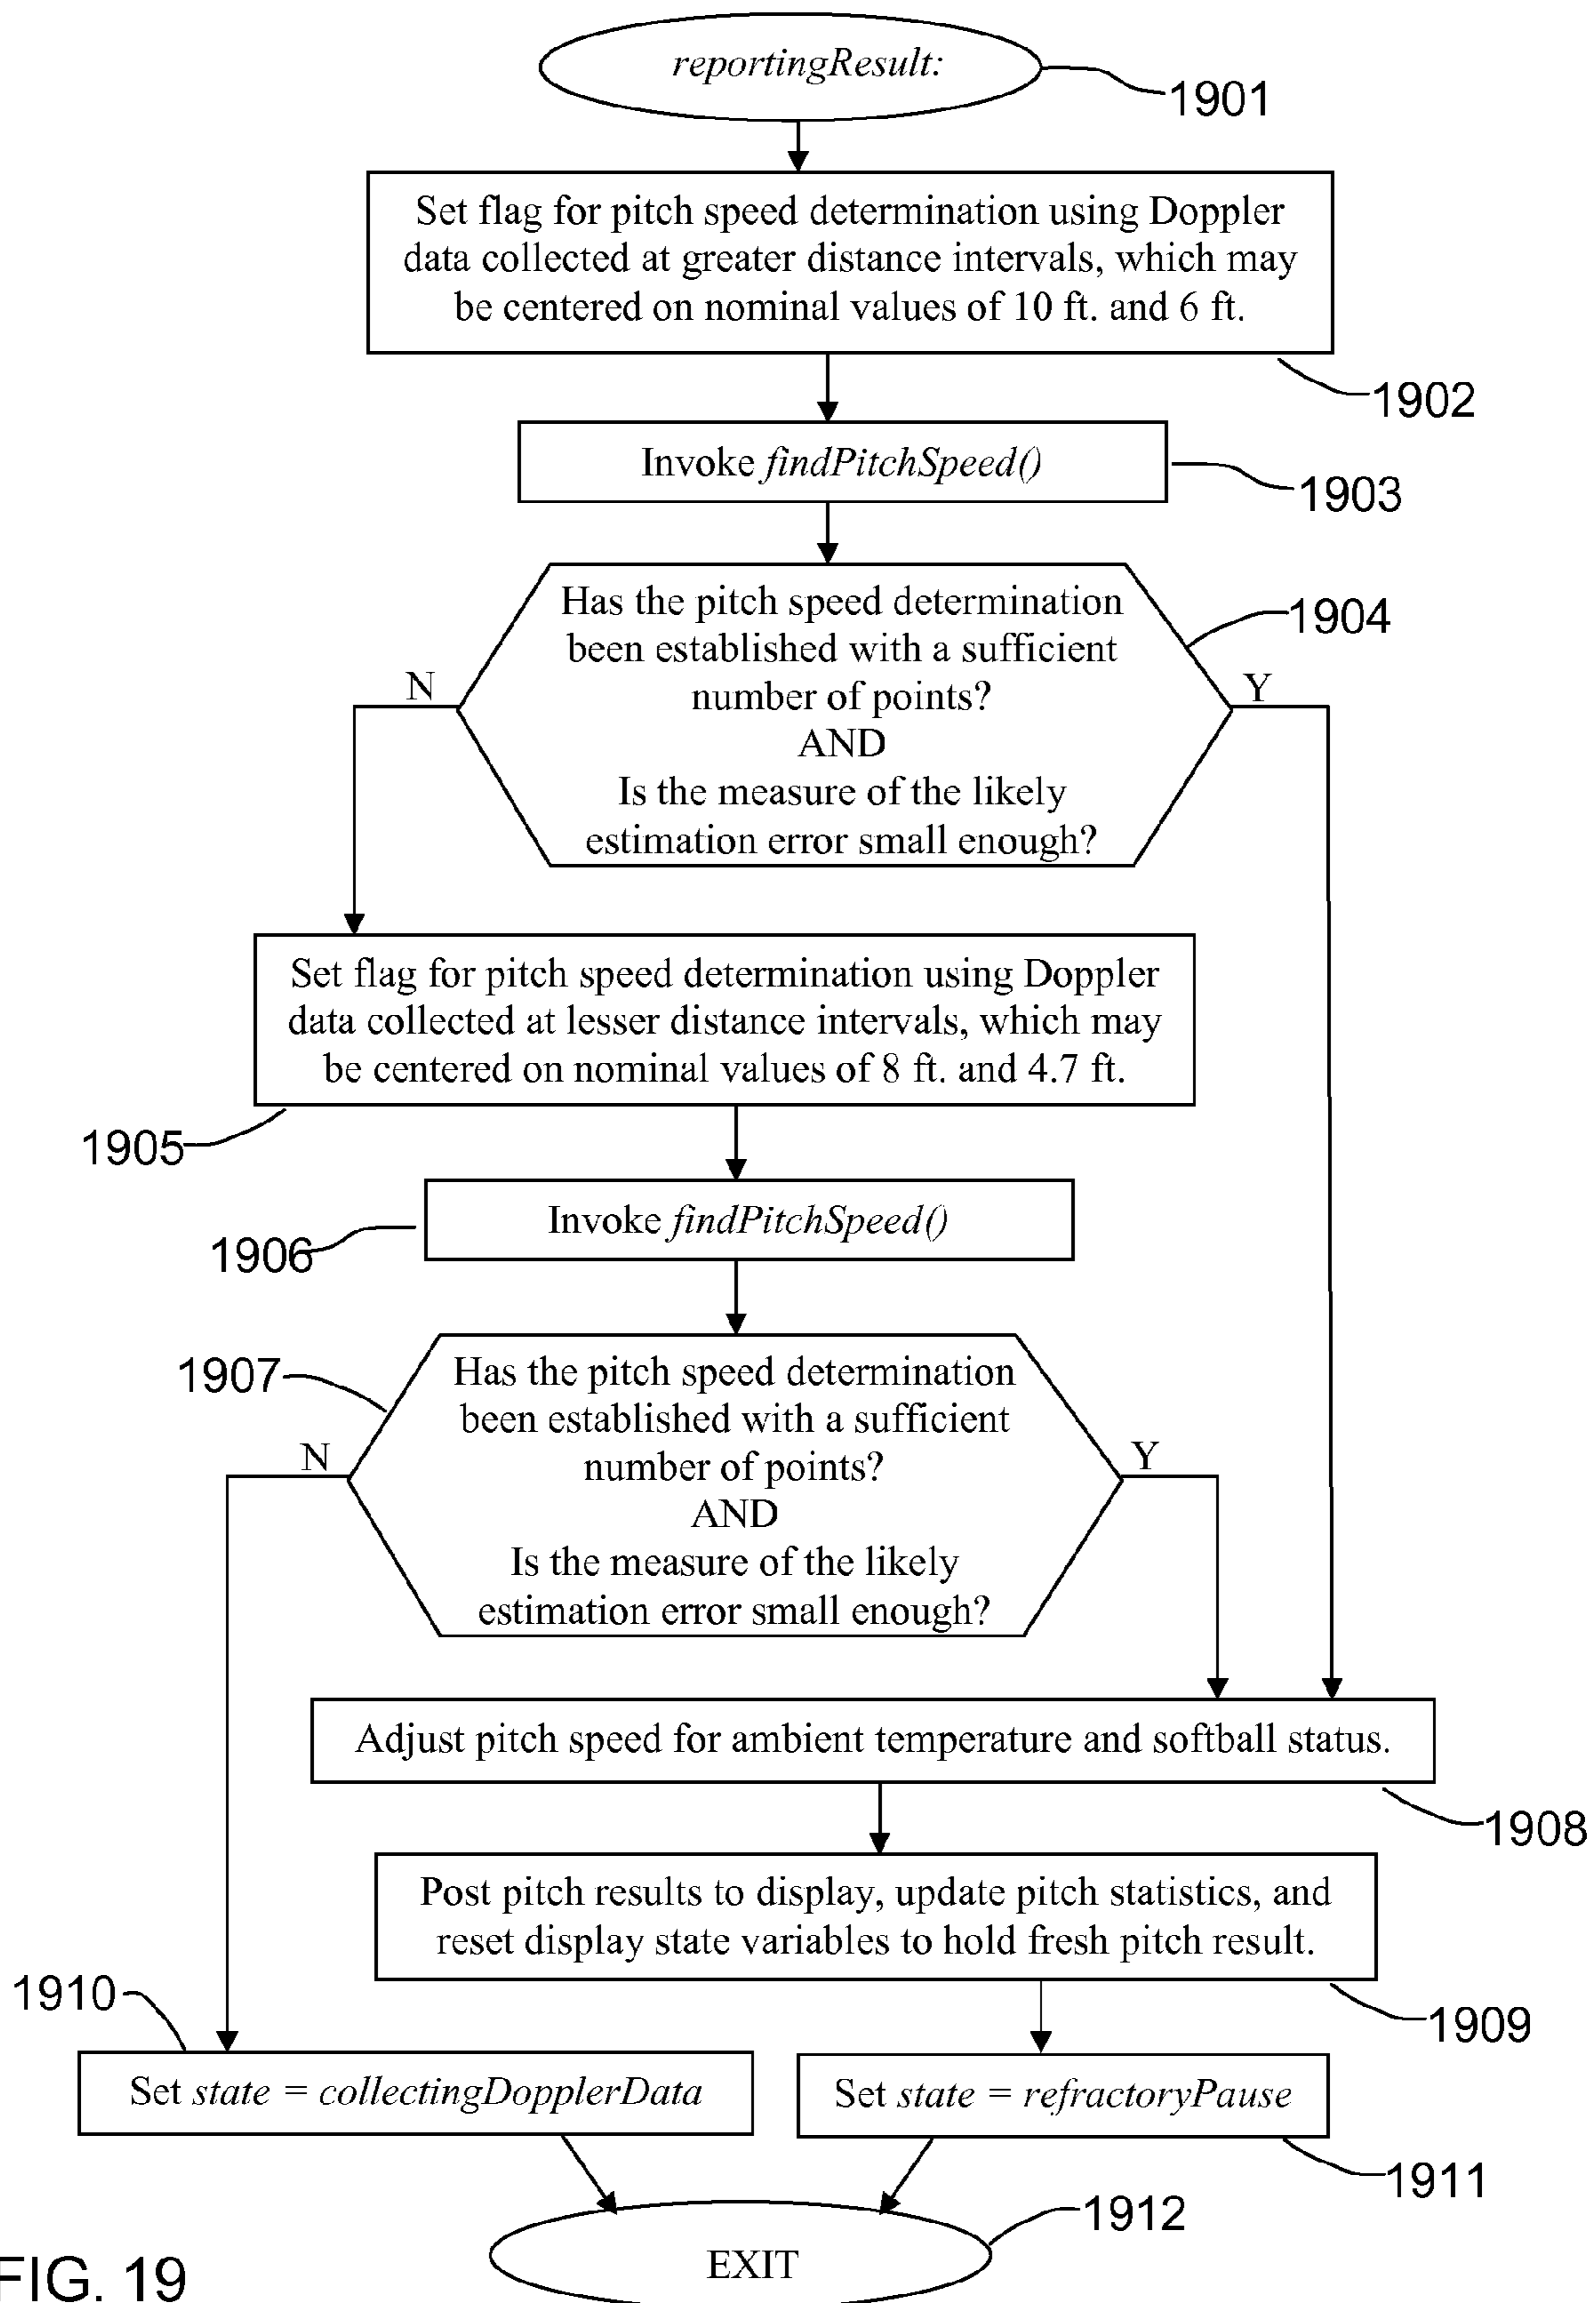 reportingResult:
1901
Set flag for pitch speed determination using Doppler
data collected at greater distance intervals, which may
be centered on nominal values of 10 ft. and 6 ft.
1902
Invoke findPitchSpeed()
1903
Has the pitch speed determination
been established with a sufficient
number of points?
AND
Is the measure of the likely
estimation error small enough?
1904
N
Y
Set flag for pitch speed determination using Doppler
data collected at lesser distance intervals, which may
be centered on nominal values of 8 ft. and 4.7 ft.
1905
Invoke findPitchSpeed()
1906
1907
Has the pitch speed determination
been established with a sufficient
number of points?
AND
Is the measure of the likely
estimation error small enough?
N
Y
Adjust pitch speed for ambient temperature and softball status.
1908
Post pitch results to display, update pitch statistics, and
reset display state variables to hold fresh pitch result.
1909
1910
Set state = collectingDopplerData
Set state = refractoryPause
1911
1912
EXIT
FIG. 19